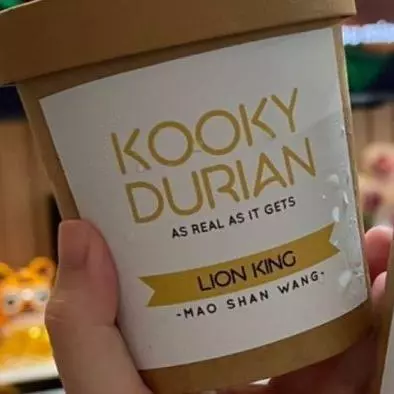 KOOKY
DURIAN
AS REAL AS IT GETS
LION KING
-MAO SHAN WANG-